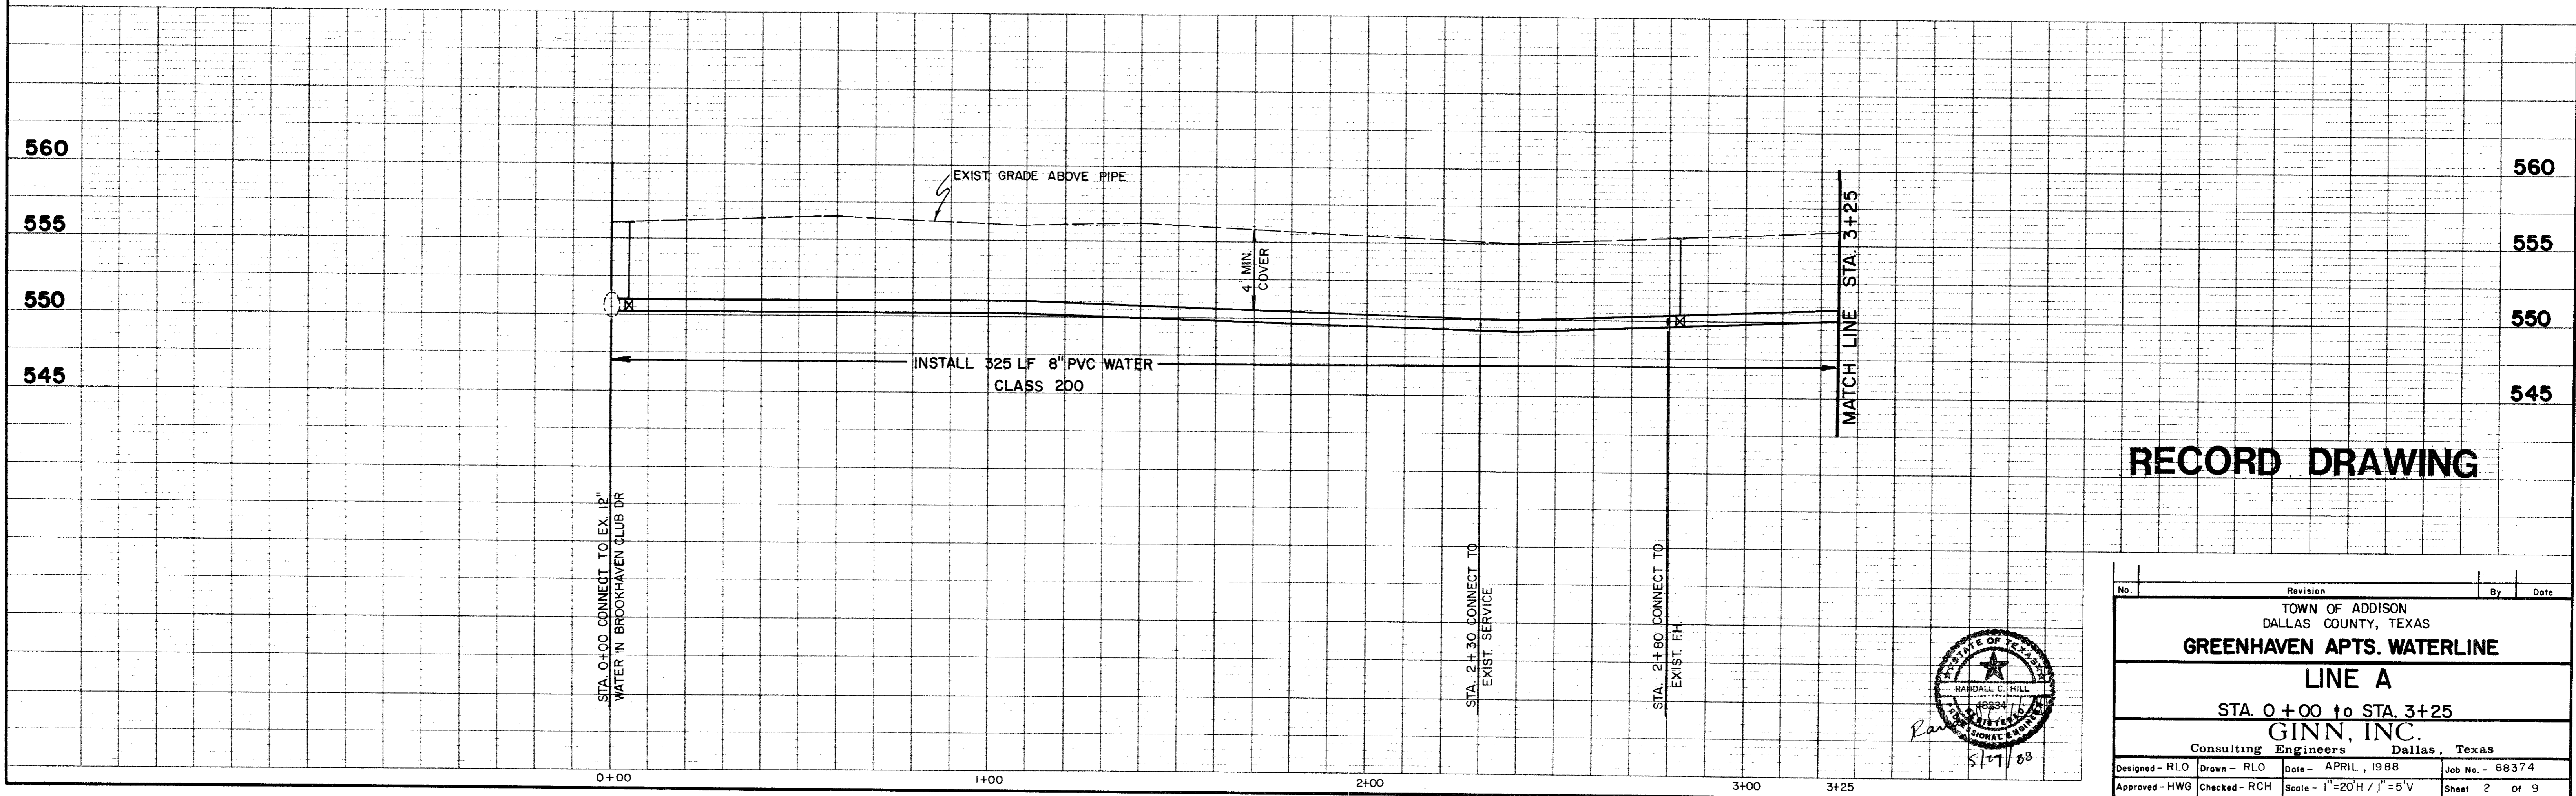 560
555
550
545
560
555
550
545
EXIST. GRADE ABOVE PIPE
4' MIN.
COVER
INSTALL 325 LF 8" PVC WATER
CLASS 200
MATCH LINE STA. 3+25
STA. 0+00 CONNECT TO EX. 12"
WATER IN BROOKHAVEN CLUB DR.
STA. 2+30 CONNECT TO
EXIST. SERVICE
STA. 2+80 CONNECT TO
EXIST. F.H.
0+00
1+00
2+00
3+00
3+25
RECORD DRAWING
STATE OF TEXAS
RANDALL C. HILL
48234
REGISTERED
PROFESSIONAL ENGINEER
5/27/88
No. Revision By Date
TOWN OF ADDISON
DALLAS COUNTY, TEXAS
GREENHAVEN APTS. WATERLINE
LINE A
STA. 0+00 to STA. 3+25
GINN, INC.
Consulting Engineers Dallas, Texas
Designed - RLO Drawn - RLO Date - APRIL, 1988 Job No. - 88374
Approved - HWG Checked - RCH Scale - 1"=20'H / 1"=5'V Sheet 2 Of 9